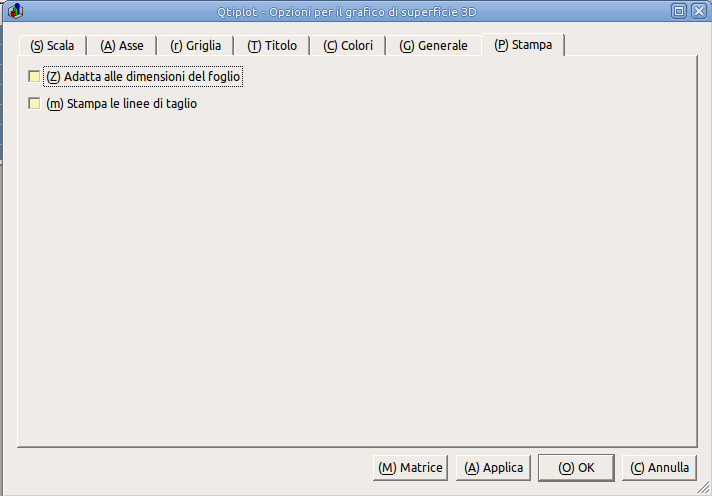 Qtiplot - Opzioni per il grafico di superficie 3D
(S) Scala (A) Asse (r) Griglia (T) Titolo (C) Colori (G) Generale (P) Stampa
(Z) Adatta alle dimensioni del foglio
(m) Stampa le linee di taglio
(M) Matrice (A) Applica (O) OK (C) Annulla